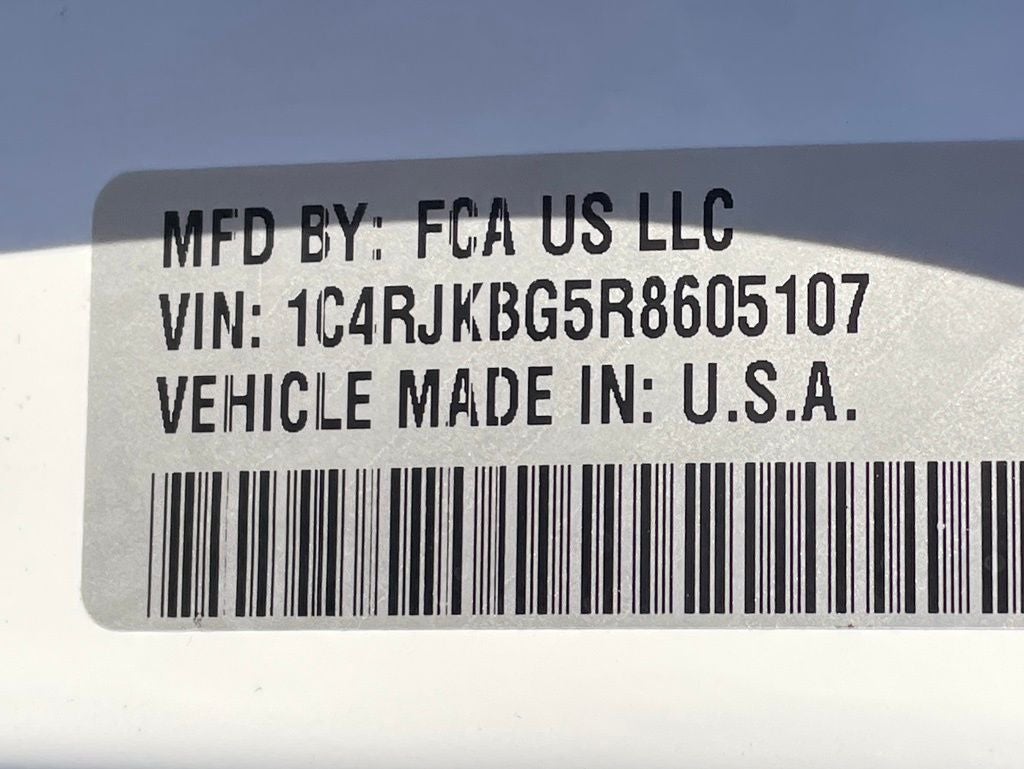 MFD BY: FCA US LLC
VIN: 1C4RJKBG5R8605107
VEHICLE MADE IN: U.S.A.